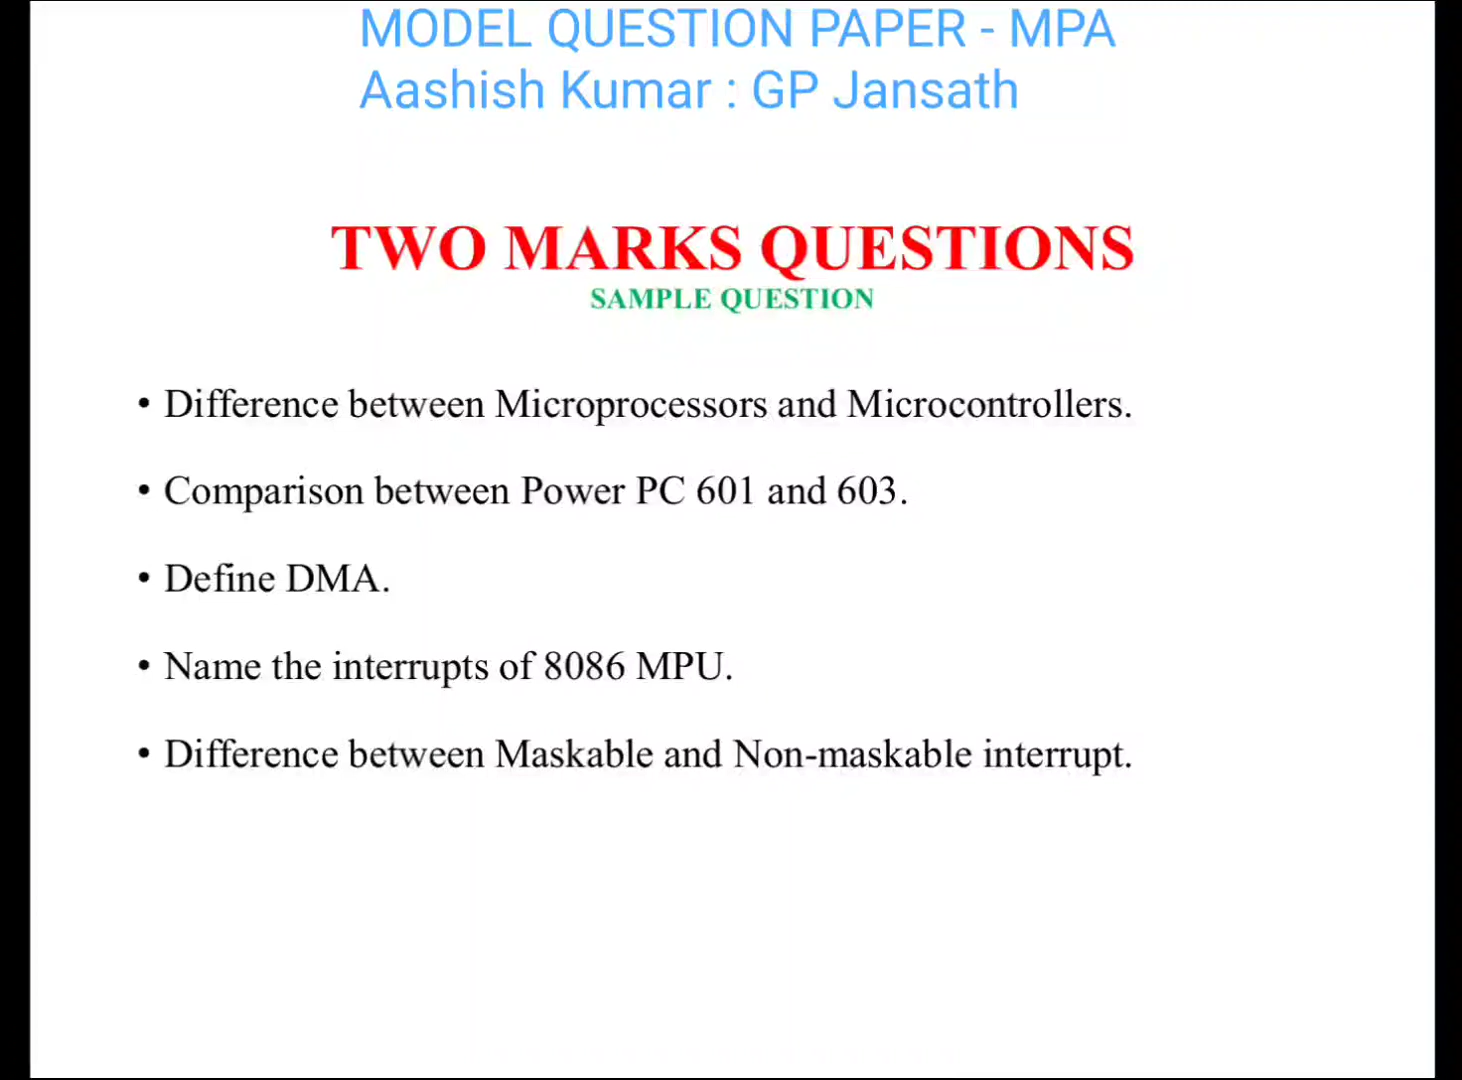 MODEL QUESTION PAPER - MPA
Aashish Kumar : GP Jansath
TWO MARKS QUESTIONS
SAMPLE QUESTION
• Difference between Microprocessors and Microcontrollers.
• Comparison between Power PC 601 and 603.
• Define DMA.
• Name the interrupts of 8086 MPU.
• Difference between Maskable and Non-maskable interrupt.